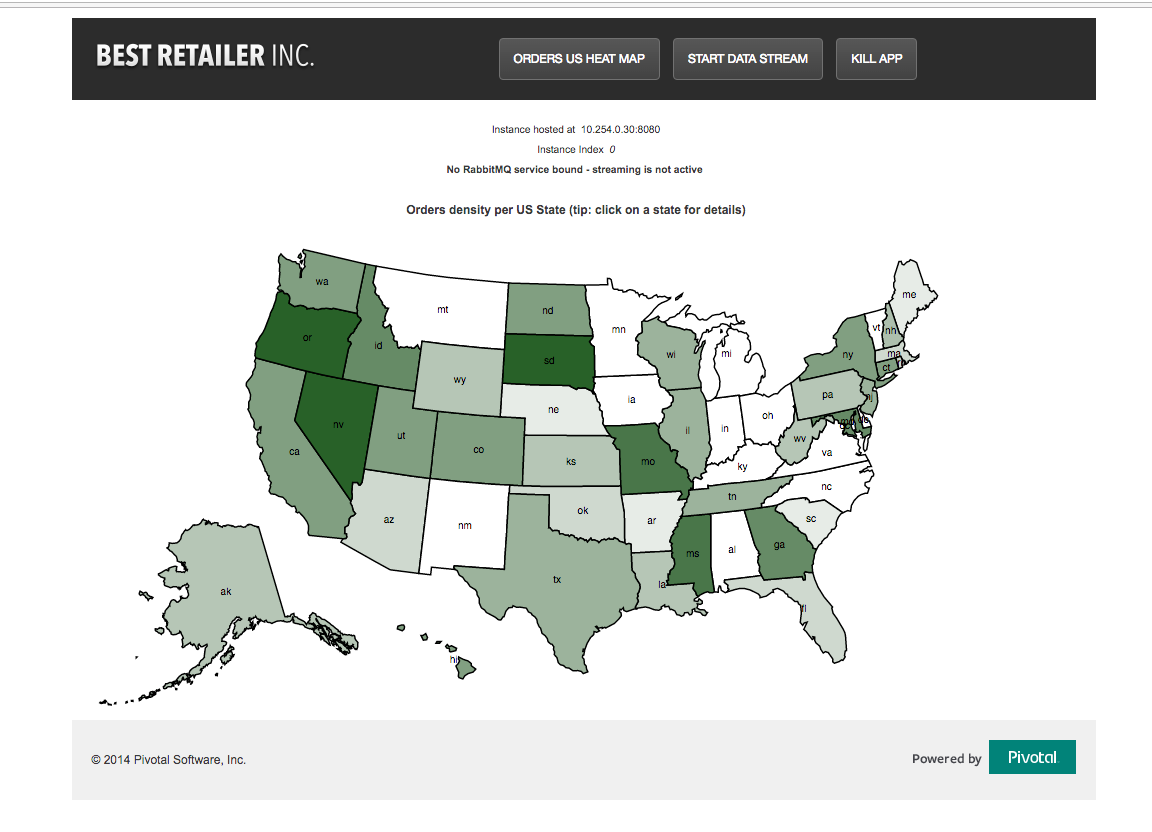 BEST RETAILER INC.
ORDERS US HEAT MAP
START DATA STREAM
KILL APP
Instance hosted at 10.254.0.30:8080
Instance Index 0
No RabbitMQ service bound - streaming is not active
Orders density per US State (tip: click on a state for details)
wa
mt
nd
mn
me
vt
nh
or
id
sd
wi
mi
ny
ma
ct
wy
ne
ia
pa
nj
nv
ut
co
ks
mo
il
in
oh
wv
md
de
ca
ky
va
az
nm
ok
ar
tn
nc
sc
ms
al
ga
tx
la
fl
ak
hi
© 2014 Pivotal Software, Inc.
Powered by
Pivotal